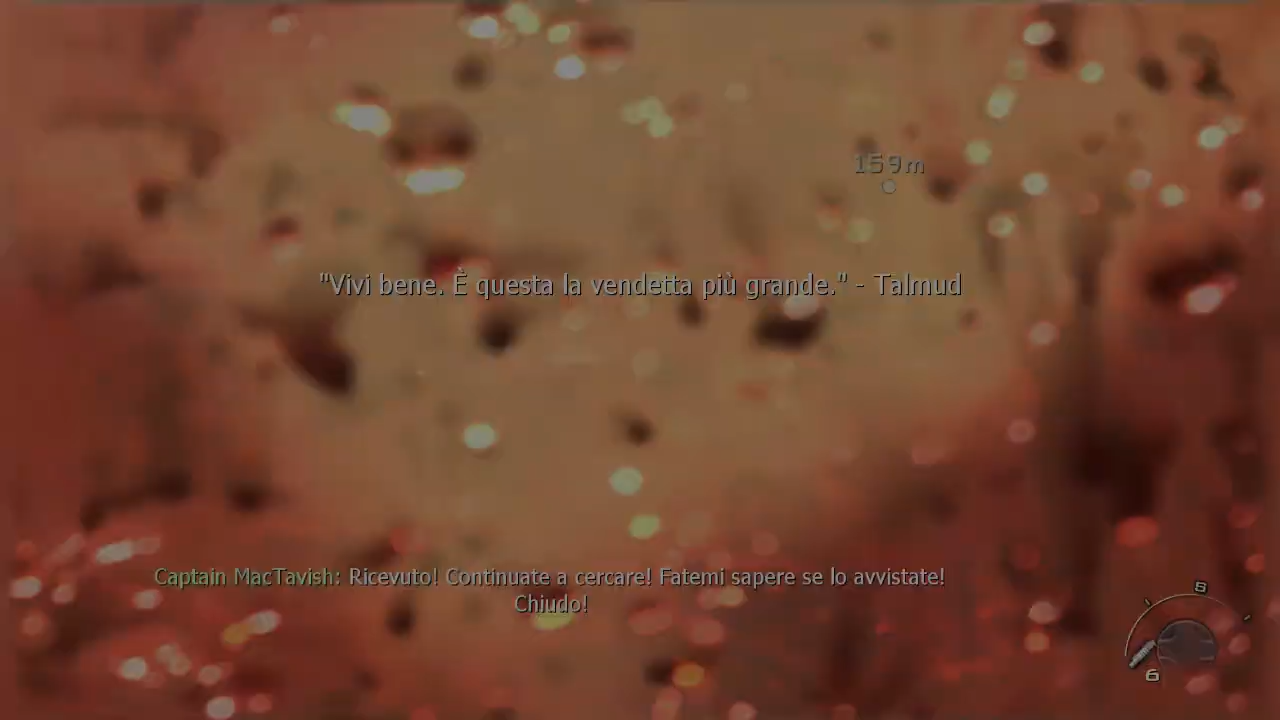 159m
"Vivi bene. È questa la vendetta più grande." - Talmud
Captain MacTavish: Ricevuto! Continuate a cercare! Fatemi sapere se lo avvistate!
Chiudo!
S
6